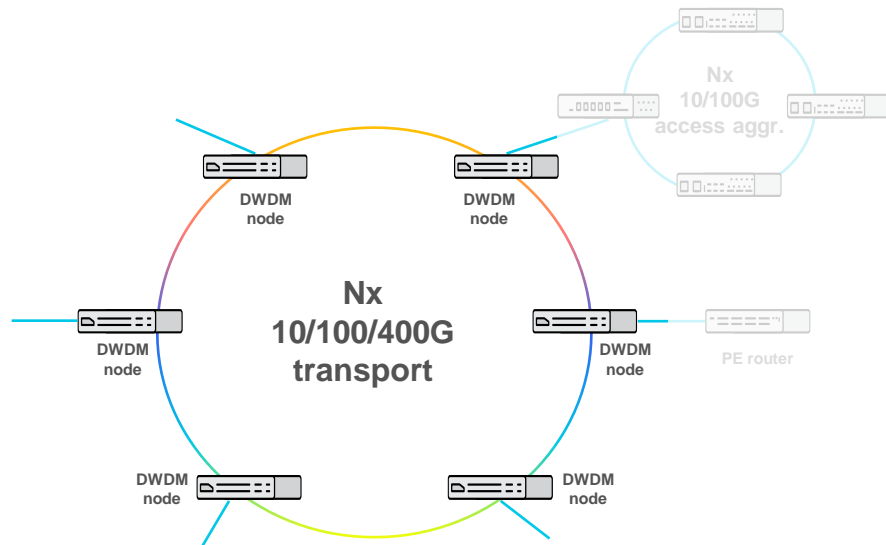 Nx
10/100G
access aggr.
DWDM
node
DWDM
node
Nx
10/100/400G
transport
DWDM
node
DWDM
node
PE router
DWDM
node
DWDM
node